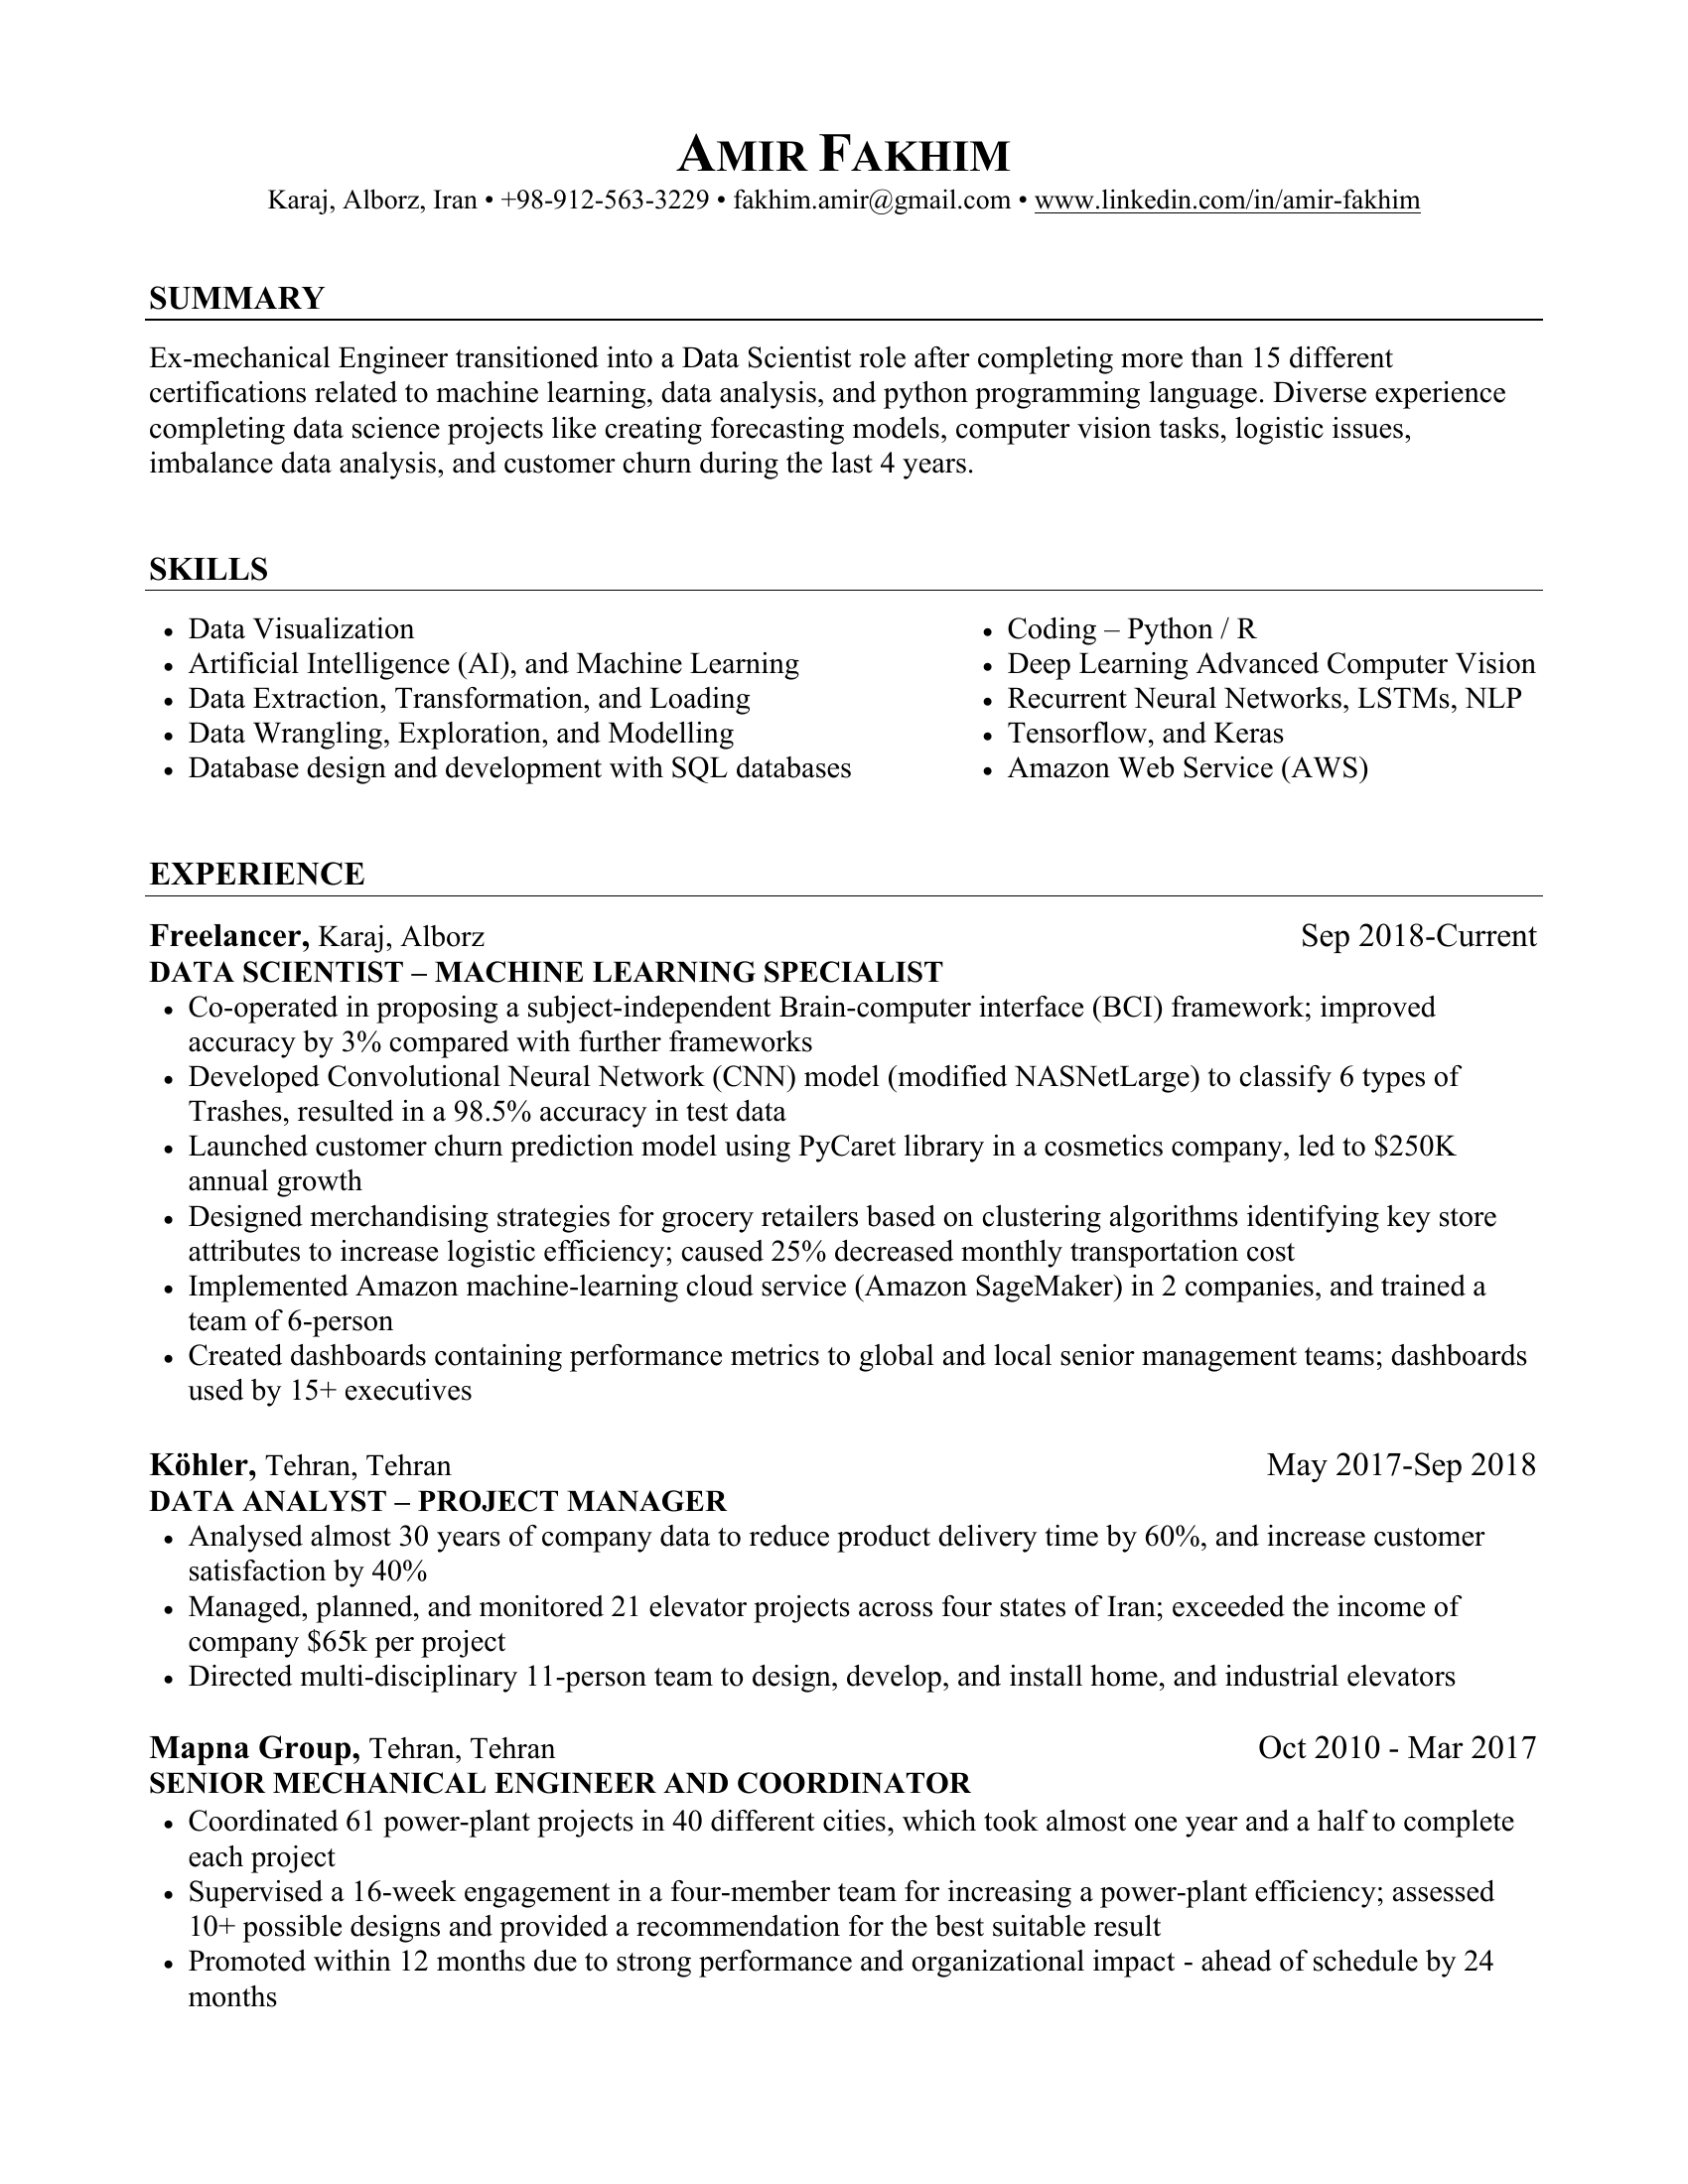 AMIR FAKHIM
Karaj, Alborz, Iran • +98-912-563-3229 • fakhim.amir@gmail.com • www.linkedin.com/in/amir-fakhim
SUMMARY
Ex-mechanical Engineer transitioned into a Data Scientist role after completing more than 15 different
certifications related to machine learning, data analysis, and python programming language. Diverse experience
completing data science projects like creating forecasting models, computer vision tasks, logistic issues,
imbalance data analysis, and customer churn during the last 4 years.
SKILLS
• Data Visualization
• Artificial Intelligence (AI), and Machine Learning
• Data Extraction, Transformation, and Loading
• Data Wrangling, Exploration, and Modelling
• Database design and development with SQL databases
• Coding – Python / R
• Deep Learning Advanced Computer Vision
• Recurrent Neural Networks, LSTMs, NLP
• Tensorflow, and Keras
• Amazon Web Service (AWS)
EXPERIENCE
Freelancer, Karaj, Alborz Sep 2018-Current
DATA SCIENTIST – MACHINE LEARNING SPECIALIST
• Co-operated in proposing a subject-independent Brain-computer interface (BCI) framework; improved
accuracy by 3% compared with further frameworks
• Developed Convolutional Neural Network (CNN) model (modified NASNetLarge) to classify 6 types of
Trashes, resulted in a 98.5% accuracy in test data
• Launched customer churn prediction model using PyCaret library in a cosmetics company, led to $250K
annual growth
• Designed merchandising strategies for grocery retailers based on clustering algorithms identifying key store
attributes to increase logistic efficiency; caused 25% decreased monthly transportation cost
• Implemented Amazon machine-learning cloud service (Amazon SageMaker) in 2 companies, and trained a
team of 6-person
• Created dashboards containing performance metrics to global and local senior management teams; dashboards
used by 15+ executives
Köhler, Tehran, Tehran May 2017-Sep 2018
DATA ANALYST – PROJECT MANAGER
• Analysed almost 30 years of company data to reduce product delivery time by 60%, and increase customer
satisfaction by 40%
• Managed, planned, and monitored 21 elevator projects across four states of Iran; exceeded the income of
company $65k per project
• Directed multi-disciplinary 11-person team to design, develop, and install home, and industrial elevators
Mapna Group, Tehran, Tehran Oct 2010 - Mar 2017
SENIOR MECHANICAL ENGINEER AND COORDINATOR
• Coordinated 61 power-plant projects in 40 different cities, which took almost one year and a half to complete
each project
• Supervised a 16-week engagement in a four-member team for increasing a power-plant efficiency; assessed
10+ possible designs and provided a recommendation for the best suitable result
• Promoted within 12 months due to strong performance and organizational impact - ahead of schedule by 24
months